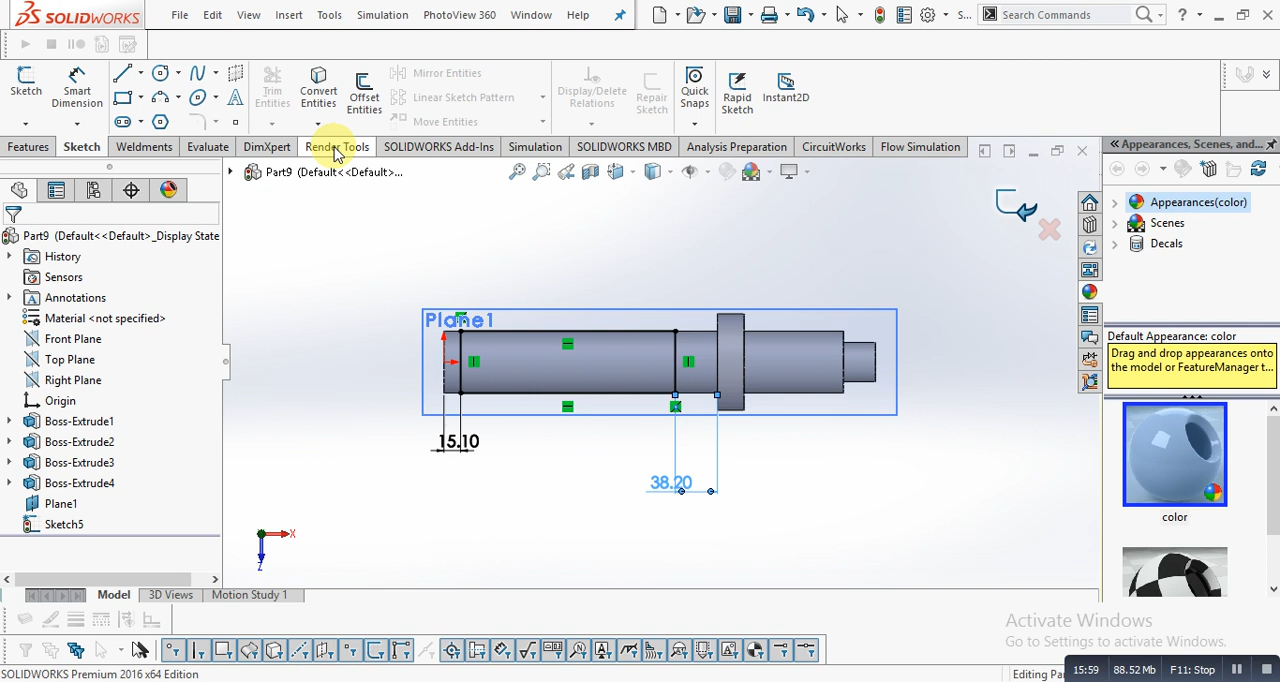 SOLIDWORKS
File Edit View Insert Tools Simulation PhotoView 360 Window Help
S...
Search Commands
Sketch
Smart Dimension
Trim Entities
Convert Entities
Offset Entities
Mirror Entities
Linear Sketch Pattern
Move Entities
Display/Delete Relations
Repair Sketch
Quick Snaps
Rapid Sketch
Instant2D
Features Sketch Weldments Evaluate DimXpert Render Tools SOLIDWORKS Add-Ins Simulation SOLIDWORKS MBD Analysis Preparation CircuitWorks Flow Simulation
Part9 (Default<<Default>...
Part9 (Default<<Default>_Display State
History
Sensors
Annotations
Material <not specified>
Front Plane
Top Plane
Right Plane
Origin
Boss-Extrude1
Boss-Extrude2
Boss-Extrude3
Boss-Extrude4
Plane1
Sketch5
Plane1
15.10
38.20
X
Z
Appearances, Scenes, and...
Appearances(color)
Scenes
Decals
Default Appearance: color
Drag and drop appearances onto
the model or FeatureManager t...
color
Model 3D Views Motion Study 1
Activate Windows
Go to Settings to activate Windows.
SOLIDWORKS Premium 2016 x64 Edition
Editing Pa
15:59 88.52 Mb F11: Stop